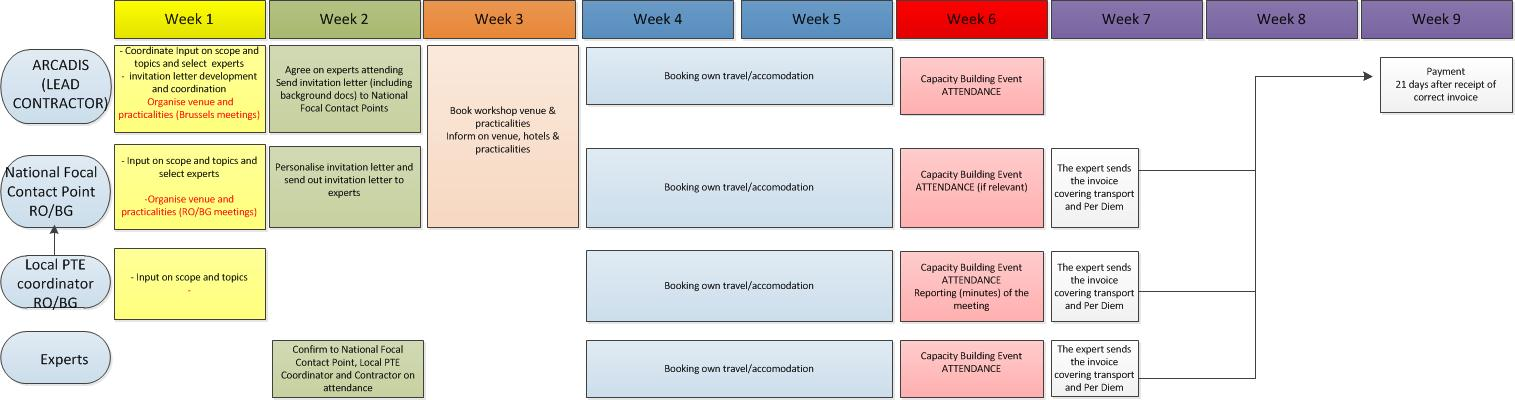 Week 1
Week 2
Week 3
Week 4
Week 5
Week 6
Week 7
Week 8
Week 9
ARCADIS
(LEAD
CONTRACTOR)
- Coordinate Input on scope and
topics and select experts
- invitation letter development
and coordination
Organise venue and
practicalities (Brussels meetings)
Agree on experts attending
Send invitation letter (including
background docs) to National
Focal Contact Points
Book workshop venue &
practicalities
Inform on venue, hotels &
practicalities
Booking own travel/accomodation
Capacity Building Event
ATTENDANCE
Payment
21 days after receipt of
correct invoice
National Focal
Contact Point
RO/BG
- Input on scope and topics and
select experts
-Organise venue and
practicalities (RO/BG meetings)
Personalise invitation letter and
send out invitation letter to
experts
Booking own travel/accomodation
Capacity Building Event
ATTENDANCE (if relevant)
The expert sends
the invoice
covering transport
and Per Diem
Local PTE
coordinator
RO/BG
- Input on scope and topics
-
Booking own travel/accomodation
Capacity Building Event
ATTENDANCE
Reporting (minutes) of the
meeting
The expert sends
the invoice
covering transport
and Per Diem
Experts
Confirm to National Focal
Contact Point, Local PTE
Coordinator and Contractor on
attendance
Booking own travel/accomodation
Capacity Building Event
ATTENDANCE
The expert sends
the invoice
covering transport
and Per Diem